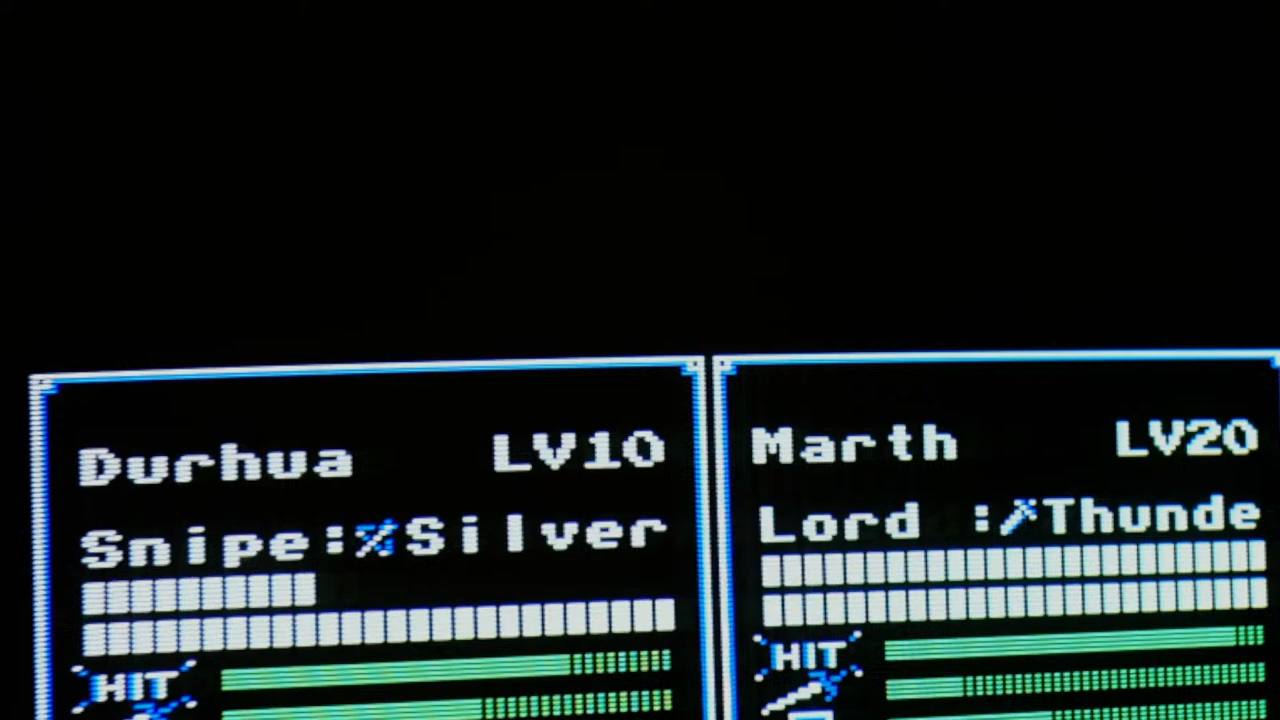 Durhua LV10
Snipe:Silver
HIT
Marth LV20
Lord :Thunde
HIT